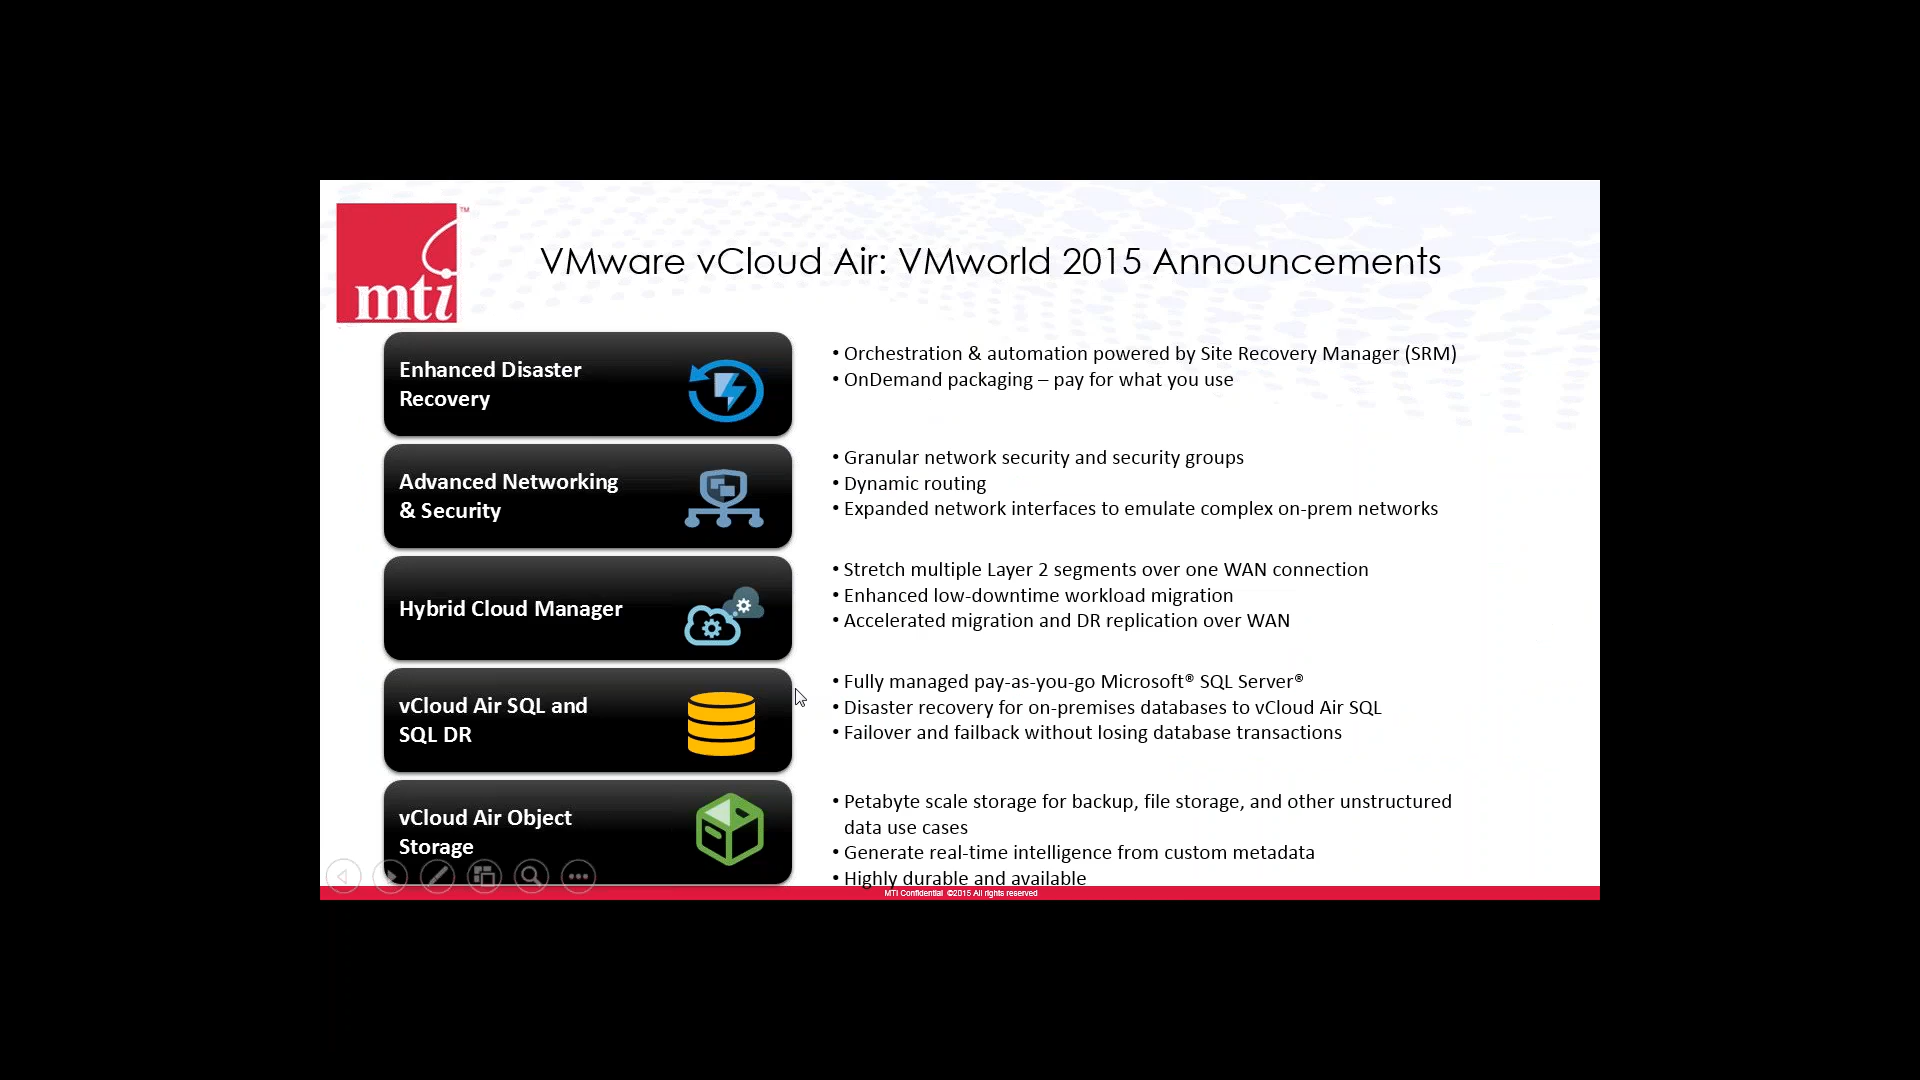 mti
TM
VMware vCloud Air: VMworld 2015 Announcements
Enhanced Disaster
Recovery
• Orchestration & automation powered by Site Recovery Manager (SRM)
• OnDemand packaging – pay for what you use
Advanced Networking
& Security
• Granular network security and security groups
• Dynamic routing
• Expanded network interfaces to emulate complex on-prem networks
Hybrid Cloud Manager
• Stretch multiple Layer 2 segments over one WAN connection
• Enhanced low-downtime workload migration
• Accelerated migration and DR replication over WAN
vCloud Air SQL and
SQL DR
• Fully managed pay-as-you-go Microsoft® SQL Server®
• Disaster recovery for on-premises databases to vCloud Air SQL
• Failover and failback without losing database transactions
vCloud Air Object
Storage
• Petabyte scale storage for backup, file storage, and other unstructured
data use cases
• Generate real-time intelligence from custom metadata
• Highly durable and available
MTI Confidential ©2015 All rights reserved